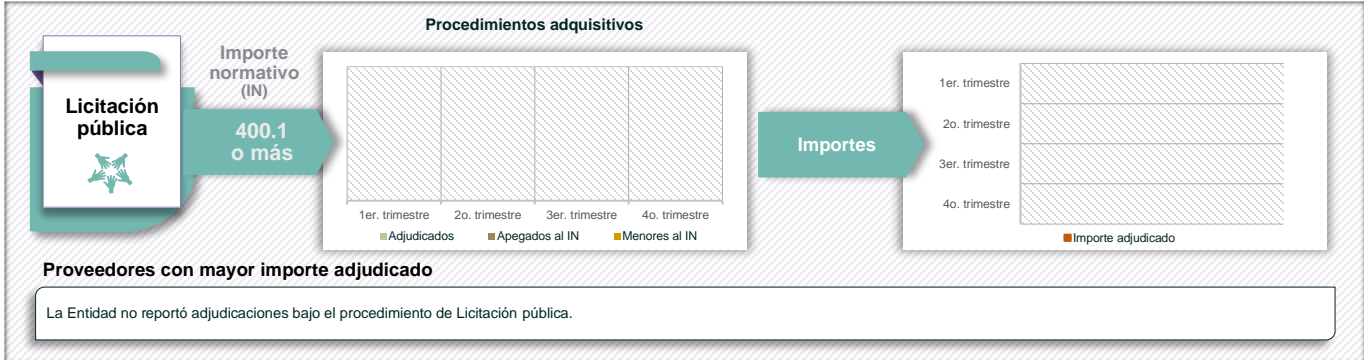 Procedimientos adquisitivos
Licitación
pública
Importe
normativo
(IN)
400.1
o más
1er. trimestre 2o. trimestre 3er. trimestre 4o. trimestre
Adjudicados Apegados al IN Menores al IN
Importes
1er. trimestre
2o. trimestre
3er. trimestre
4o. trimestre
Importe adjudicado
Proveedores con mayor importe adjudicado
La Entidad no reportó adjudicaciones bajo el procedimiento de Licitación pública.